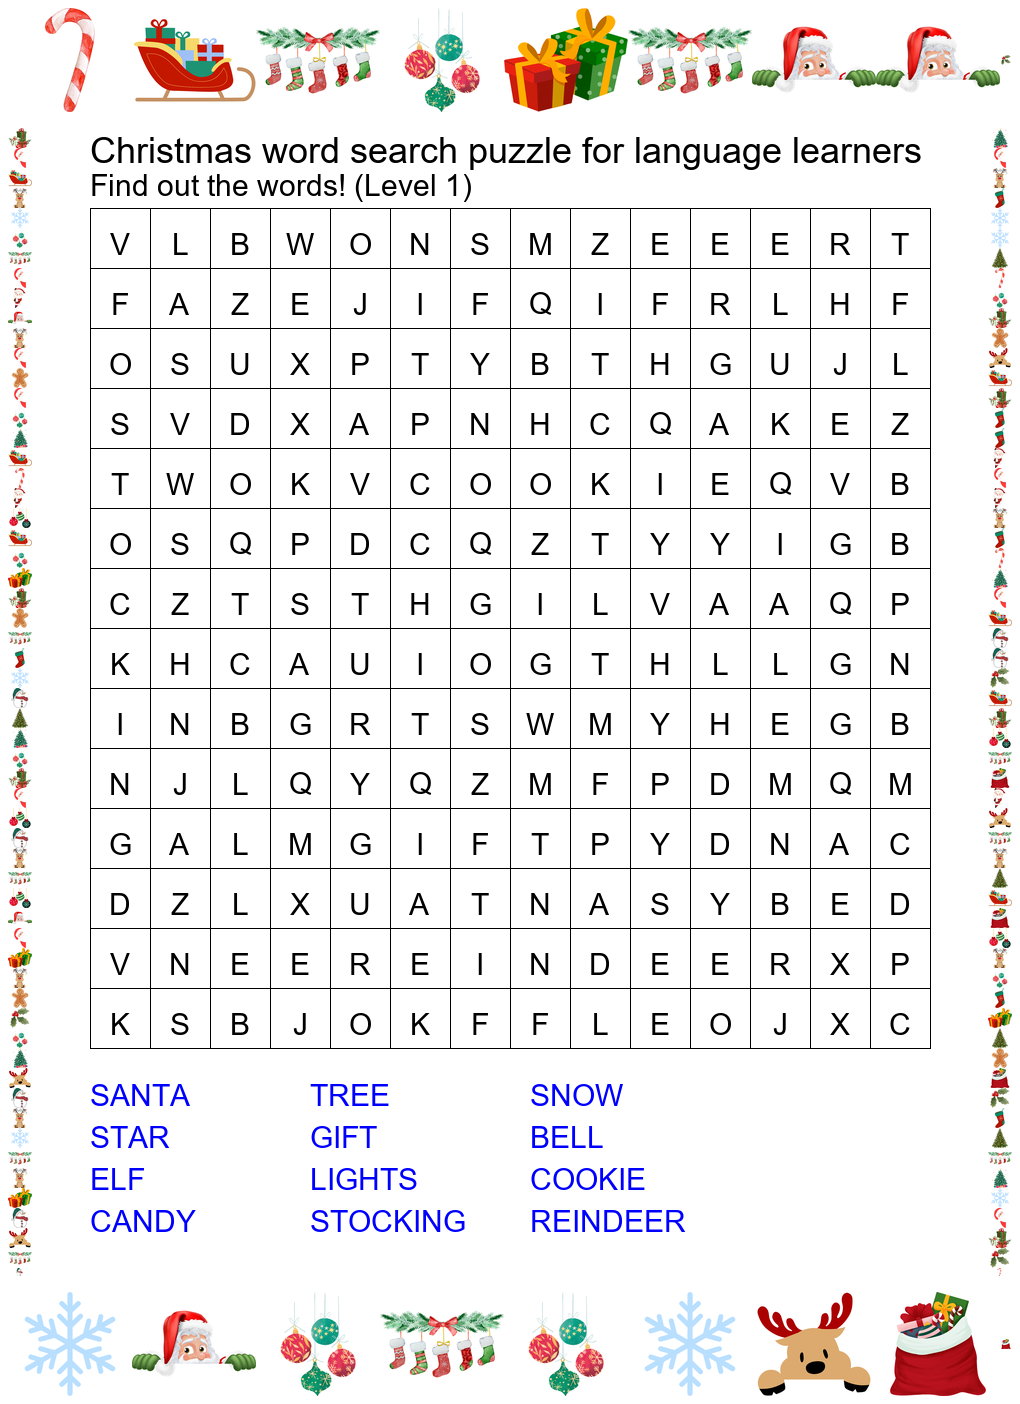 Christmas word search puzzle for language learners
Find out the words! (Level 1)
V L B W O N S M Z E E E R T
F A Z E J I F Q I F R L H F
O S U X P T Y B T H G U J L
S V D X A P N H C Q A K E Z
T W O K V C O O K I E Q V B
O S Q P D C Q Z T Y Y I G B
C Z T S T H G I L V A A Q P
K H C A U I O G T H L L G N
I N B G R T S W M Y H E G B
N J L Q Y Q Z M F P D M Q M
G A L M G I F T P Y D N A C
D Z L X U A T N A S Y B E D
V N E E R E I N D E E R X P
K S B J O K F F L E O J X C
SANTA TREE SNOW
STAR GIFT BELL
ELF LIGHTS COOKIE
CANDY STOCKING REINDEER